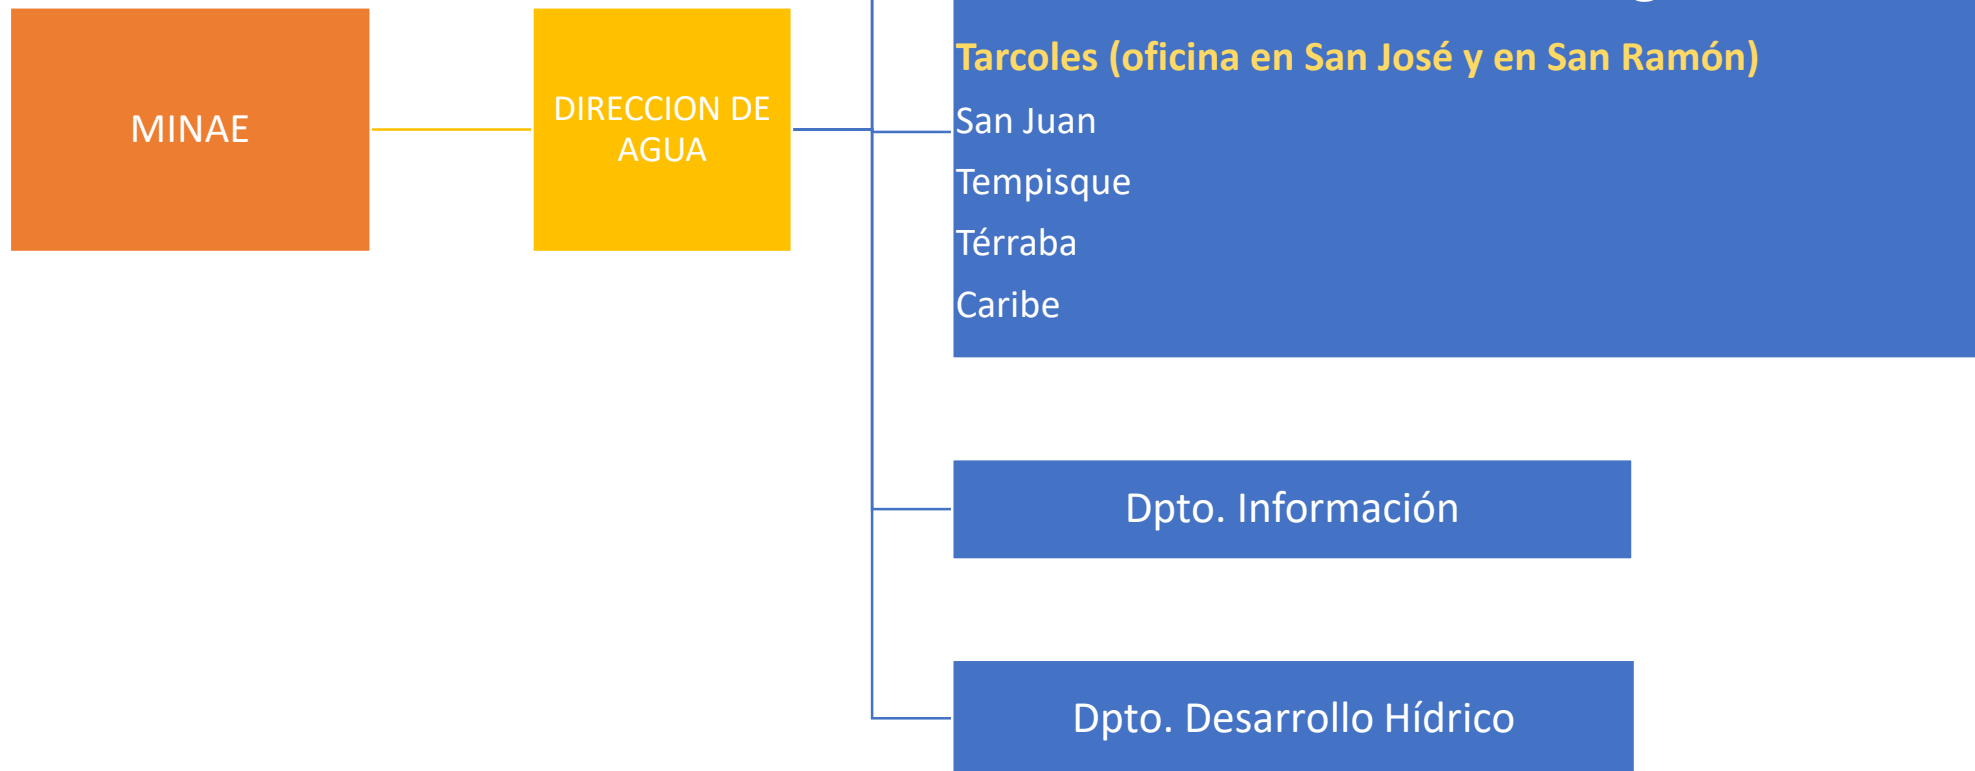 MINAE
DIRECCION DE
AGUA
Tarcoles (oficina en San José y en San Ramón)
San Juan
Tempisque
Térraba
Caribe
Dpto. Información
Dpto. Desarrollo Hídrico